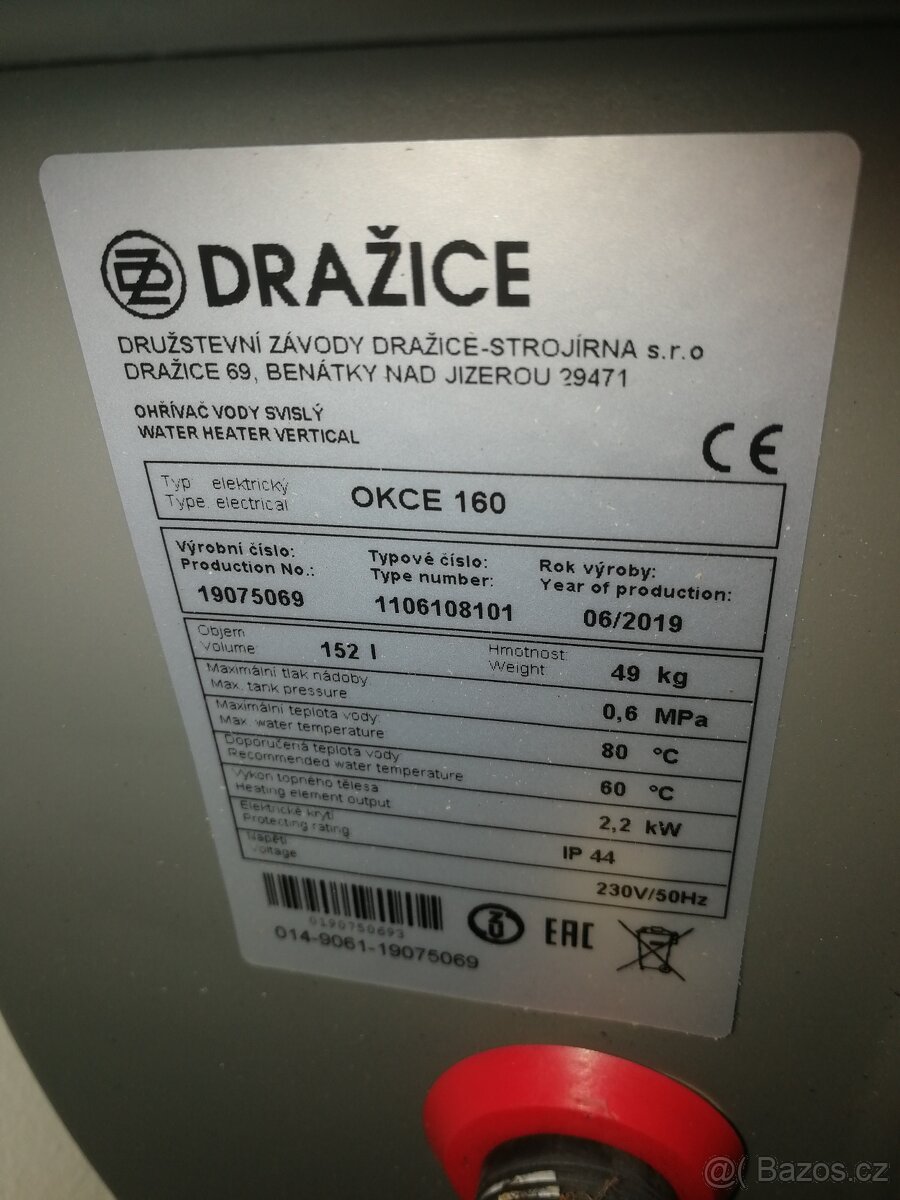 DRAŽICE
DRUŽSTEVNÍ ZÁVODY DRAŽICE-STROJÍRNA s.r.o
DRAŽICE 69, BENÁTKY NAD JIZEROU 29471
OHŘÍVAČ VODY SVISLÝ
WATER HEATER VERTICAL
CE
Typ elektrický
Type electrical
OKCE 160
Výrobní číslo:
Production No.:
19075069
Typové číslo:
Type number:
1106108101
Rok výroby:
Year of production:
06/2019
Objem
Volume
152 l
Hmotnost
Weight
49 kg
Maximální tlak nádoby
Max. tank pressure
0,6 MPa
Maximální teplota vody
Max. water temperature
80 °C
Doporučená teplota vody
Recommended water temperature
60 °C
Výkon topného tělesa
Heating element output
2,2 kW
Elektrické krytí
Protecting rating
IP 44
Napětí
Voltage
230V/50Hz
0190750693
014-9061-19075069
EAC
@( Bazos.cz